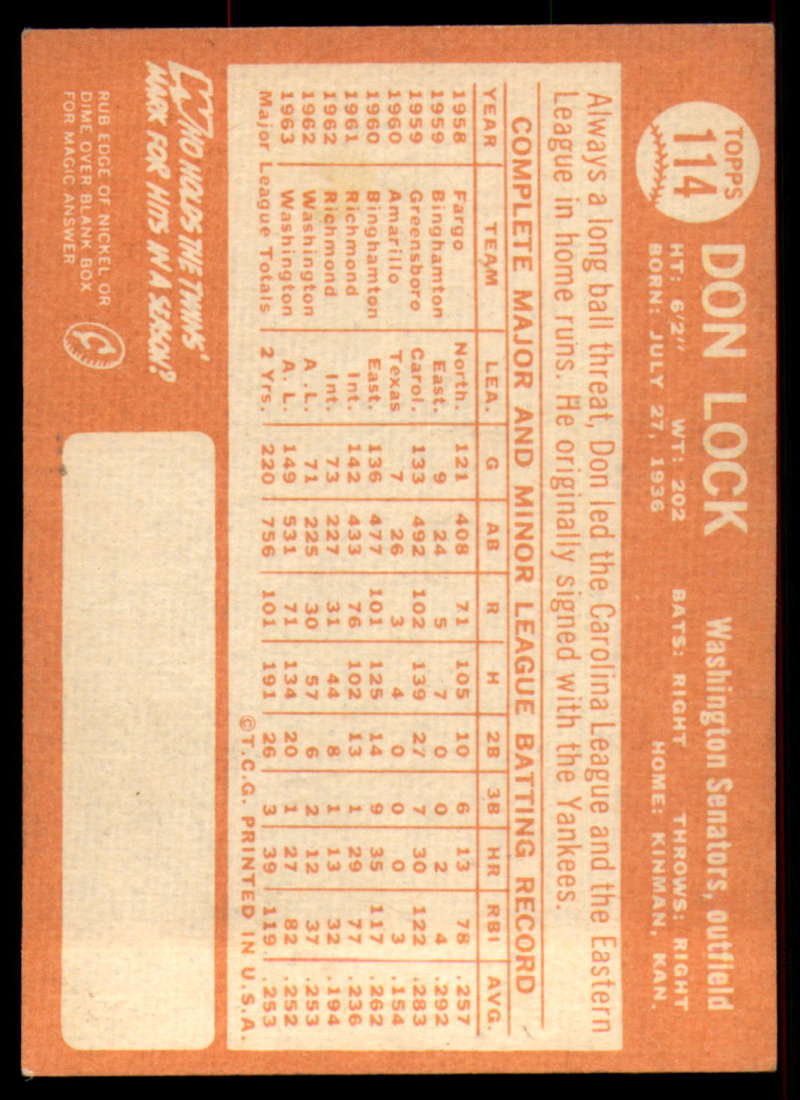 TOPPS
114
DON LOCK
Washington Senators, outfield
HT: 6'2" WT: 202 BATS: RIGHT THROWS: RIGHT
BORN: JULY 27, 1936 HOME: KINMAN, KAN.
Always a long ball threat, Don led the Carolina League and the Eastern
League in home runs. He originally signed with the Yankees.
COMPLETE MAJOR AND MINOR LEAGUE BATTING RECORD
YEAR TEAM LEA. G AB R H 2B 3B HR RBI AVG.
1958 Fargo North. 121 408 71 105 10 6 13 78 .257
1959 Binghamton East. 9 24 5 7 0 0 2 4 .292
1959 Greensboro Carol. 133 492 102 139 27 7 30 122 .283
1960 Amarillo Texas 7 26 3 4 0 0 0 3 .154
1960 Binghamton East. 136 477 101 125 14 9 35 117 .262
1961 Richmond Int. 142 433 76 102 13 1 29 77 .236
1962 Richmond Int. 73 227 31 44 8 1 13 32 .194
1962 Washington A.L. 71 225 30 57 6 2 12 37 .253
1963 Washington A.L. 149 531 71 134 20 1 27 82 .252
Major League Totals 2 Yrs. 220 756 101 191 26 3 39 119 .253
©T.C.G. PRINTED IN U.S.A.
WHO HOLDS THE TWINS'
MARK FOR HITS IN A SEASON?
RUB EDGE OF NICKEL OR
DIME OVER BLANK BOX
FOR MAGIC ANSWER